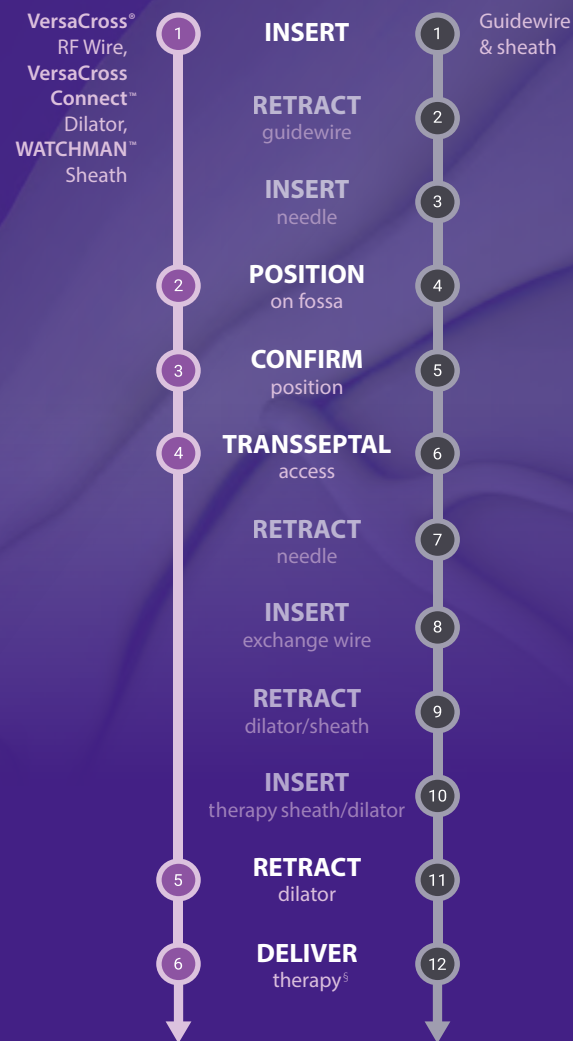 VersaCross®
RF Wire,
VersaCross
Connect™
Dilator,
WATCHMAN™
Sheath
1
INSERT
1
Guidewire
& sheath
RETRACT
guidewire
2
INSERT
needle
3
2
POSITION
on fossa
4
3
CONFIRM
position
5
4
TRANSSEPTAL
access
6
RETRACT
needle
7
INSERT
exchange wire
8
RETRACT
dilator/sheath
9
INSERT
therapy sheath/dilator
10
5
RETRACT
dilator
11
6
DELIVER
therapy§
12